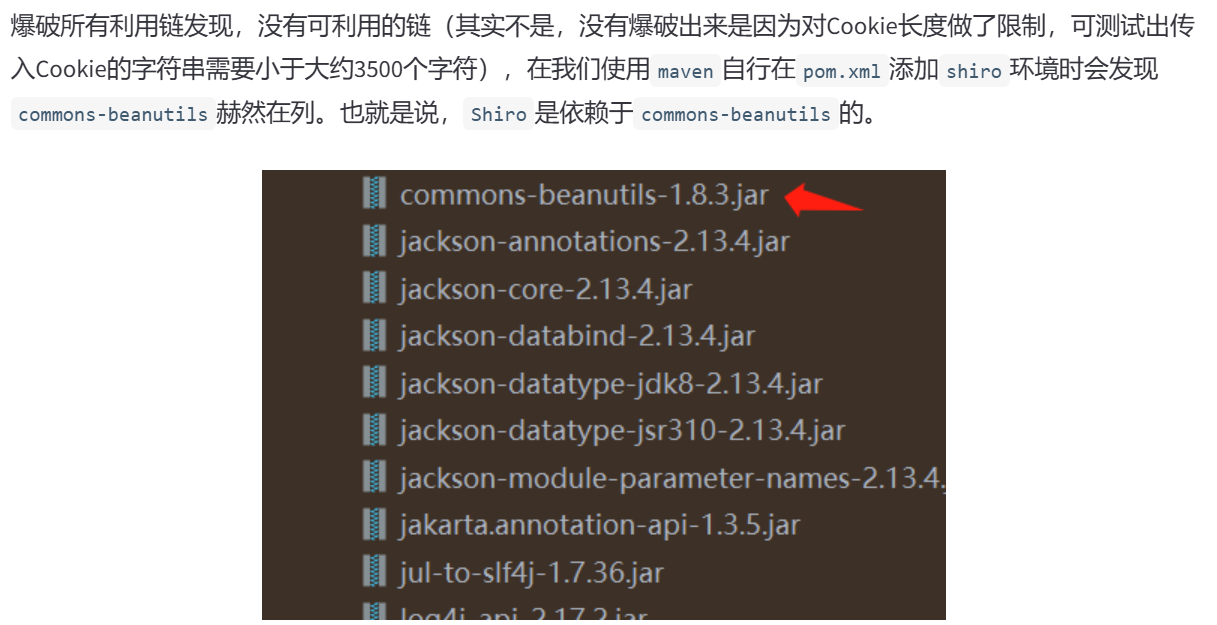 爆破所有利用链发现，没有可利用的链（其实不是，没有爆破出来是因为对Cookie长度做了限制，可测试出传
入Cookie的字符串需要小于大约3500个字符），在我们使用 maven 自行在 pom.xml 添加 shiro 环境时会发现
commons-beanutils 赫然在列。也就是说， Shiro 是依赖于 commons-beanutils 的。
commons-beanutils-1.8.3.jar
jackson-annotations-2.13.4.jar
jackson-core-2.13.4.jar
jackson-databind-2.13.4.jar
jackson-datatype-jdk8-2.13.4.jar
jackson-datatype-jsr310-2.13.4.jar
jackson-module-parameter-names-2.13.4.
jakarta.annotation-api-1.3.5.jar
jul-to-slf4j-1.7.36.jar
log4j-api-2.17.2.jar